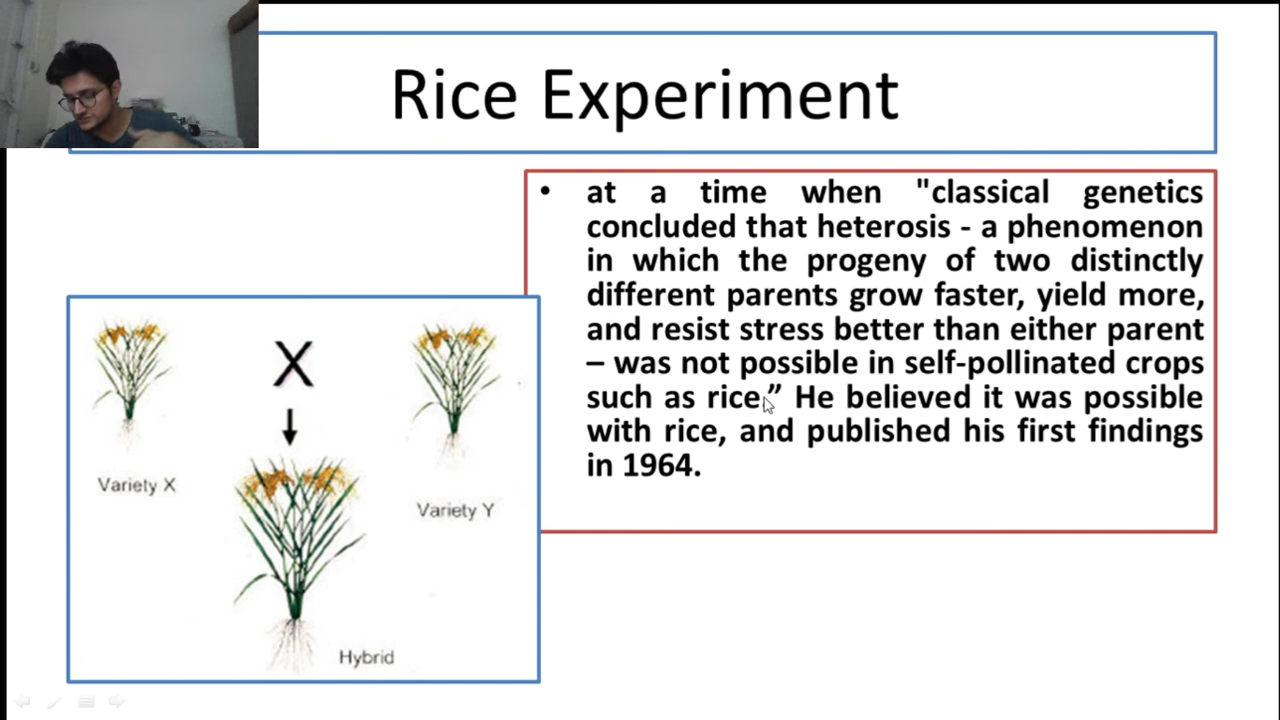 Rice Experiment
• at a time when "classical genetics
concluded that heterosis - a phenomenon
in which the progeny of two distinctly
different parents grow faster, yield more,
and resist stress better than either parent
– was not possible in self-pollinated crops
such as rice.” He believed it was possible
with rice, and published his first findings
in 1964.
X
Variety X
Variety Y
Hybrid